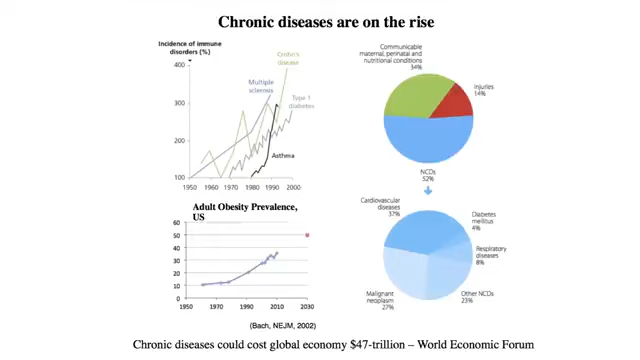 Chronic diseases are on the rise
Incidence of immune
disorders (%)
400
300
200
100
1950
1960
1970
1980
1990
2000
Crohn's
disease
Multiple
sclerosis
Type 1
diabetes
Asthma
Communicable
maternal, perinatal and
nutritional conditions
34%
Injuries
14%
NCDs
52%
Adult Obesity Prevalence,
US
60
50
40
30
20
10
0
1950
1970
1990
2010
2030
(Bach, NEJM, 2002)
Cardiovascular
diseases
37%
Diabetes
mellitus
4%
Respiratory
diseases
8%
Other NCDs
23%
Malignant
neoplasm
27%
Chronic diseases could cost global economy $47-trillion – World Economic Forum